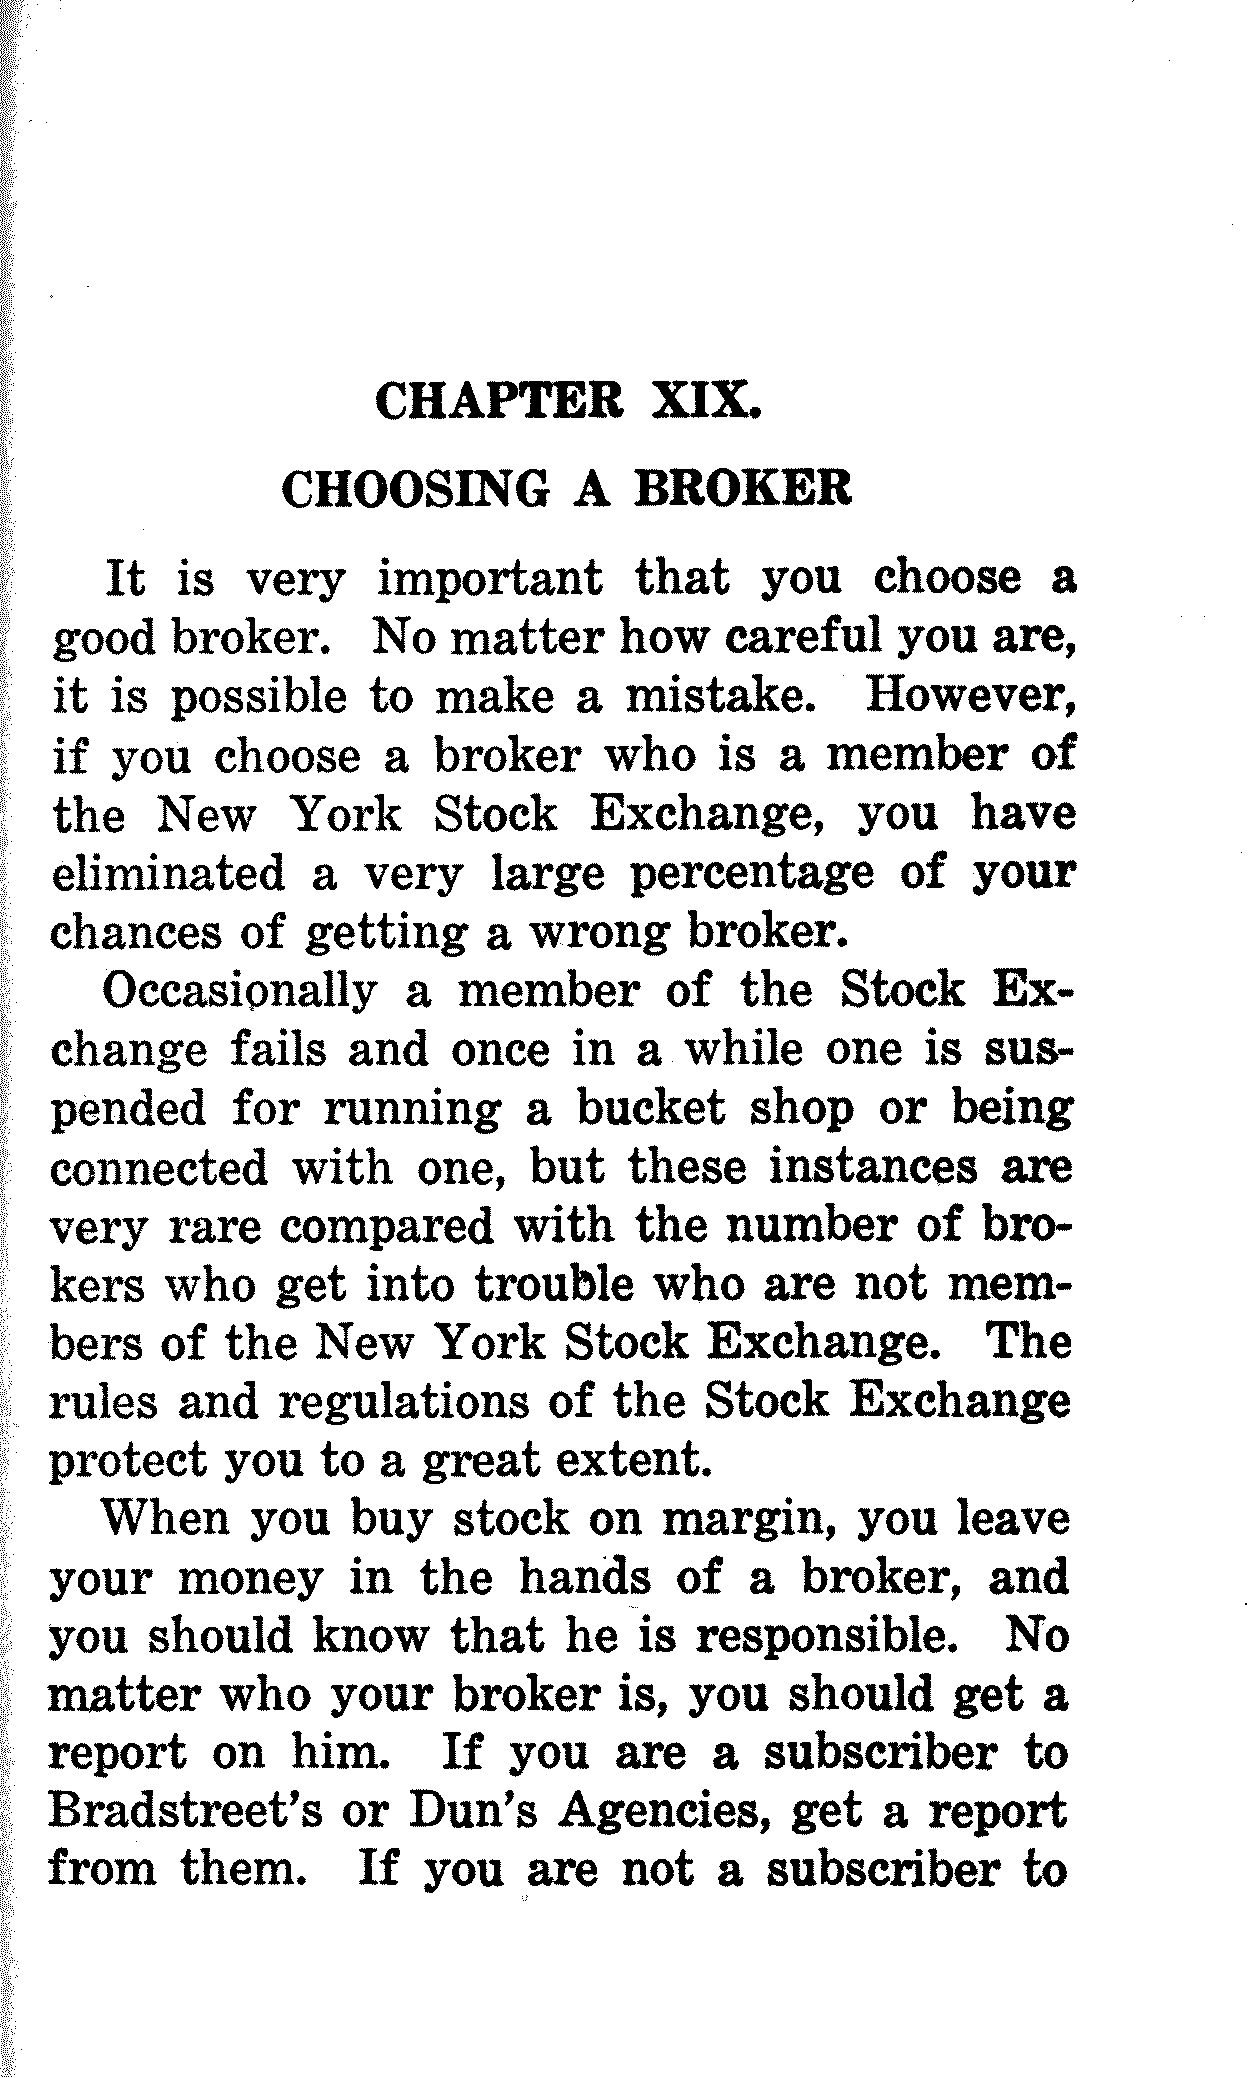 CHAPTER XIX.
CHOOSING A BROKER
It is very important that you choose a
good broker. No matter how careful you are,
it is possible to make a mistake. However,
if you choose a broker who is a member of
the New York Stock Exchange, you have
eliminated a very large percentage of your
chances of getting a wrong broker.
Occasionally a member of the Stock Ex-
change fails and once in a while one is sus-
pended for running a bucket shop or being
connected with one, but these instances are
very rare compared with the number of bro-
kers who get into trouble who are not mem-
bers of the New York Stock Exchange. The
rules and regulations of the Stock Exchange
protect you to a great extent.
When you buy stock on margin, you leave
your money in the hands of a broker, and
you should know that he is responsible. No
matter who your broker is, you should get a
report on him. If you are a subscriber to
Bradstreet's or Dun's Agencies, get a report
from them. If you are not a subscriber to